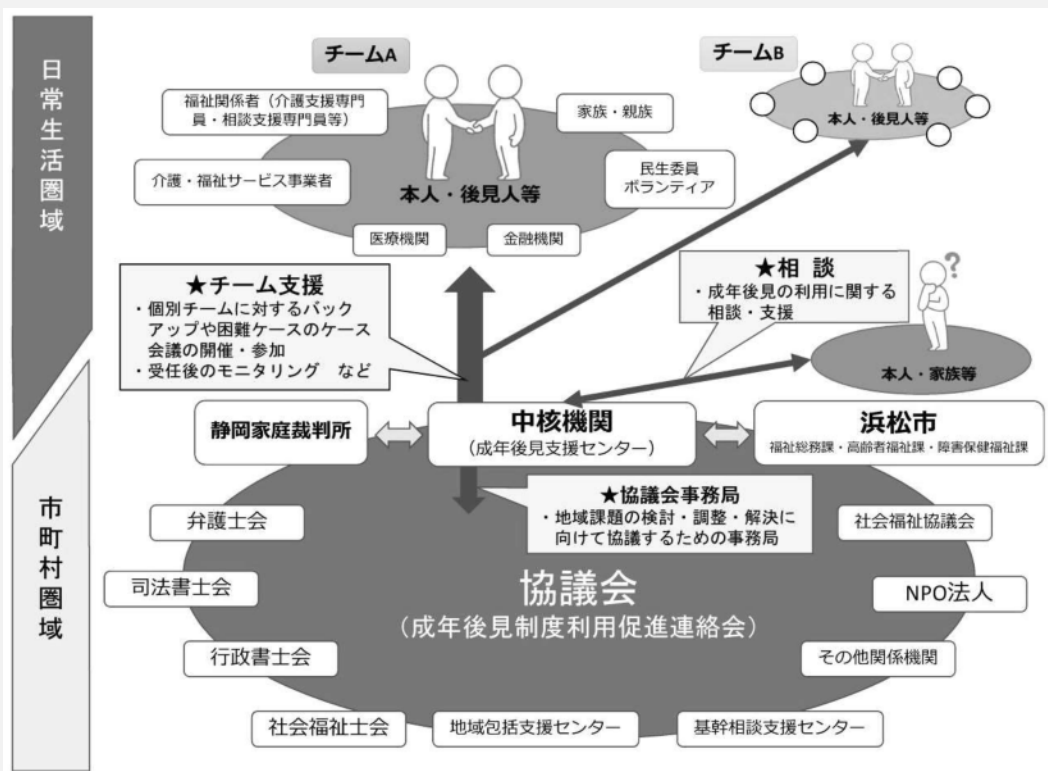 日常生活圏域
チームA
チームB
福祉関係者（介護支援専門
員・相談支援専門員等）
家族・親族
介護・福祉サービス事業者
民生委員
ボランティア
本人・後見人等
医療機関
金融機関
本人・後見人等
★チーム支援
・個別チームに対するバック
アップや困難ケースのケース
会議の開催・参加
・受任後のモニタリング など
★相 談
・成年後見の利用に関する
相談・支援
?
本人・家族等
市町村圏域
静岡家庭裁判所
中核機関
（成年後見支援センター）
浜松市
福祉総務課・高齢者福祉課・障害保健福祉課
★協議会事務局
・地域課題の検討・調整・解決に
向けて協議するための事務局
弁護士会
社会福祉協議会
司法書士会
協議会
（成年後見制度利用促進連絡会）
NPO法人
行政書士会
その他関係機関
社会福祉士会
地域包括支援センター
基幹相談支援センター